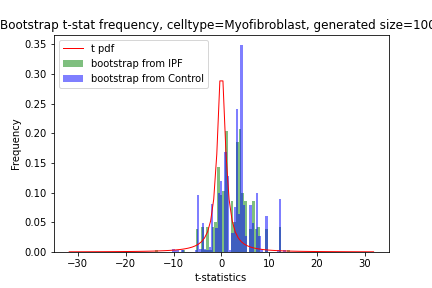 Bootstrap t-stat frequency, celltype=Myofibroblast, generated size=100
t pdf
bootstrap from IPF
bootstrap from Control
Frequency
0.35
0.30
0.25
0.20
0.15
0.10
0.05
0.00
−30
−20
−10
0
10
20
30
t-statistics